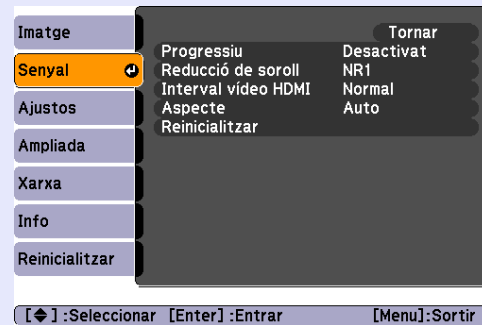 Imatge
Senyal
Ajustos
Ampliada
Xarxa
Info
Reinicialitzar
Tornar
Progressiu Desactivat
Reducció de soroll NR1
Interval vídeo HDMI Normal
Aspecte Auto
Reinicialitzar
[ ] :Seleccionar [Enter] :Entrar [Menu]:Sortir